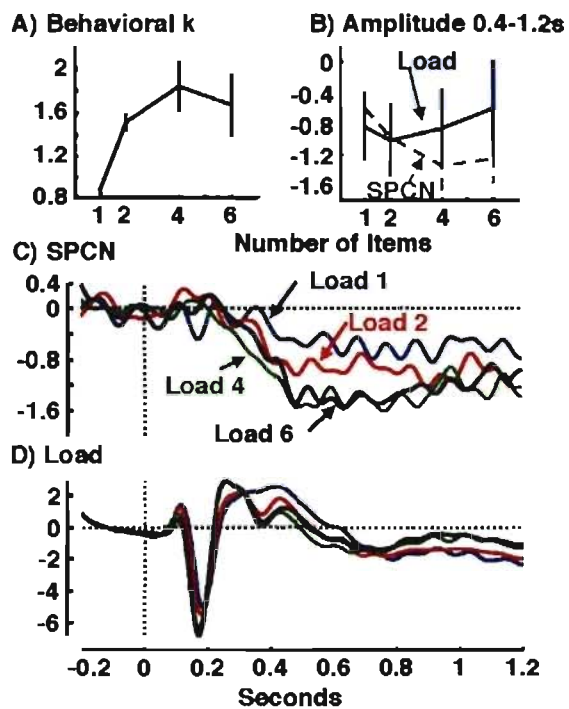 A) Behavioral k
B) Amplitude 0.4-1.2s
2
1.6
1.2
0.8
1 2 4 6
0
-0.4
-0.8
-1.2
-1.6
Load
SPCN
1 2 4 6
Number of Items
C) SPCN
0.4
0
-0.8
-1.6
Load 1
Load 2
Load 4
Load 6
D) Load
2
0
-2
-4
-6
-0.2 0 0.2 0.4 0.6 0.8 1 1.2
Seconds